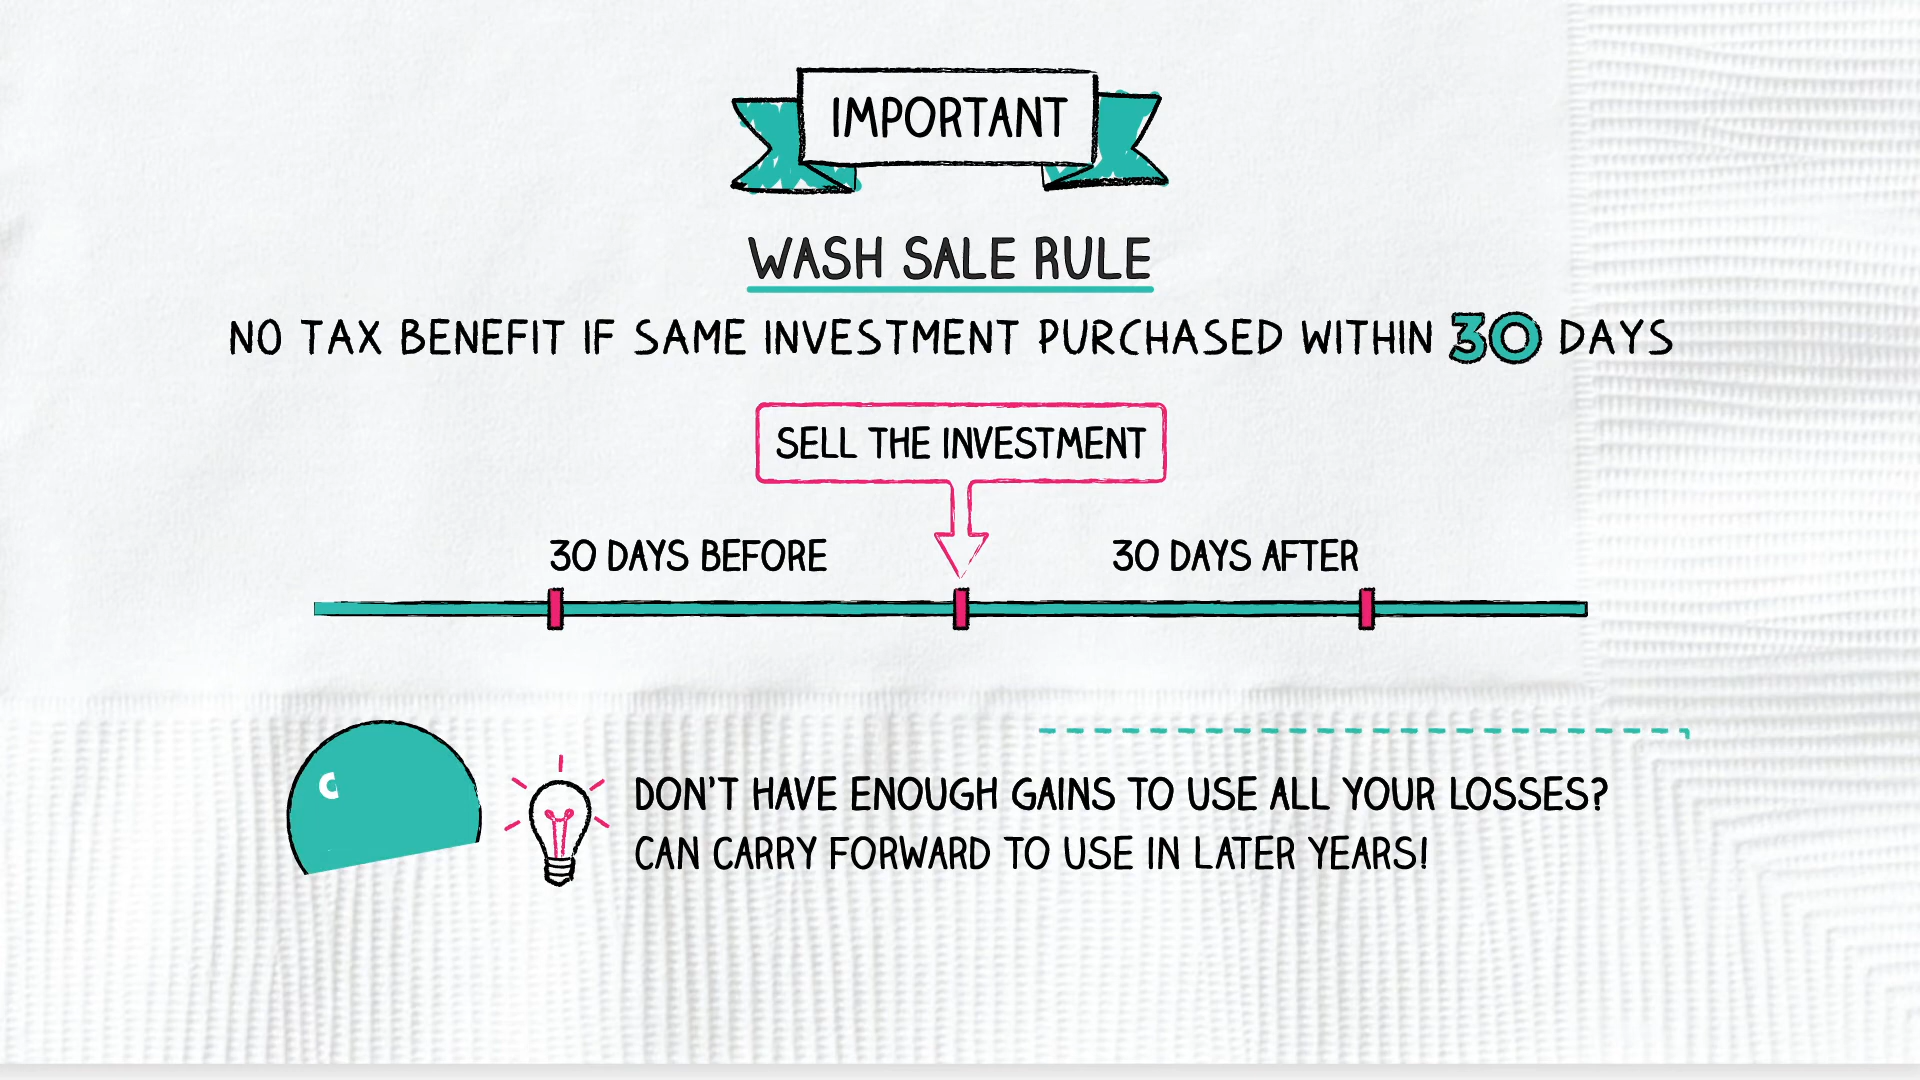 IMPORTANT
WASH SALE RULE
NO TAX BENEFIT IF SAME INVESTMENT PURCHASED WITHIN 30 DAYS
SELL THE INVESTMENT
30 DAYS BEFORE
30 DAYS AFTER
DON'T HAVE ENOUGH GAINS TO USE ALL YOUR LOSSES?
CAN CARRY FORWARD TO USE IN LATER YEARS!